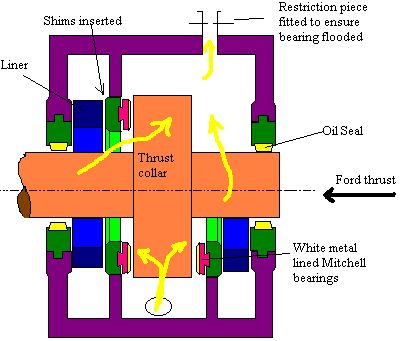 Restriction piece
fitted to ensure
bearing flooded
Shims inserted
Liner
Oil Seal
Thrust
collar
Ford thrust
White metal
lined Mitchell
bearings